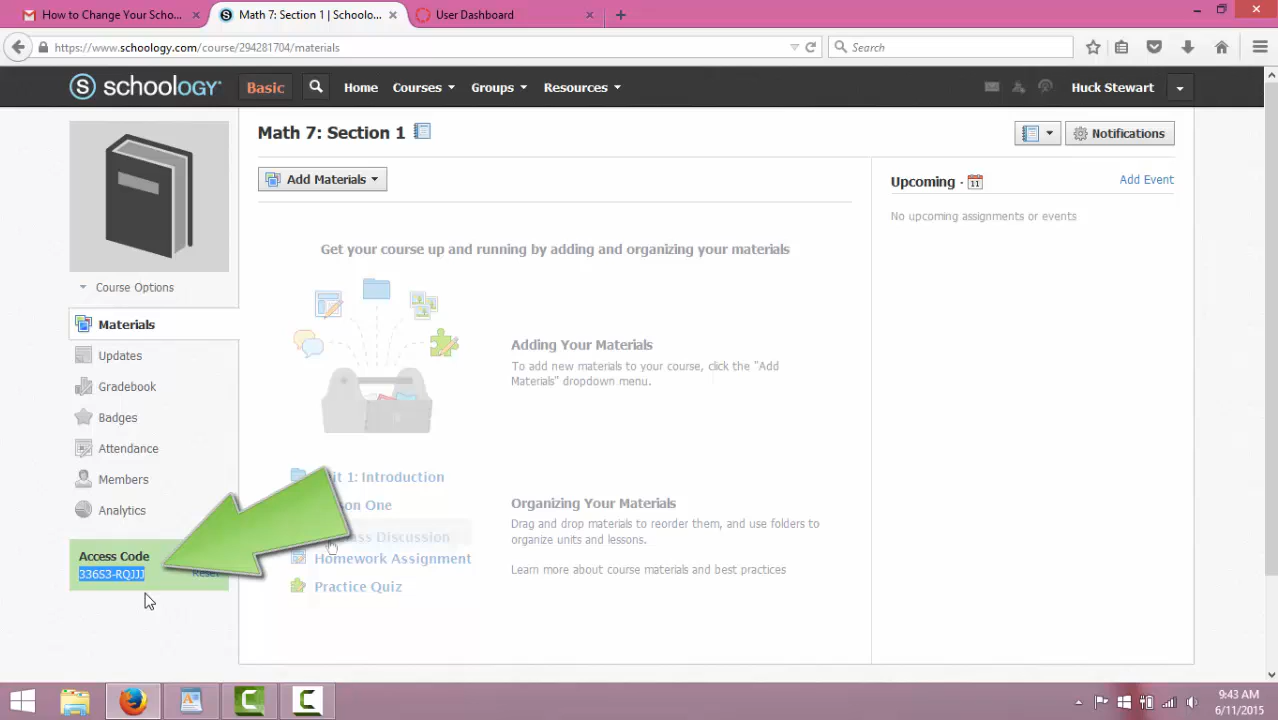 How to Change Your Scho...
Math 7: Section 1 | Schoolo...
User Dashboard
https://www.schoology.com/course/294281704/materials
Search
S schoology
Basic
Home
Courses
Groups
Resources
Huck Stewart
Math 7: Section 1
Notifications
Add Materials
Upcoming · 11
Add Event
No upcoming assignments or events
Get your course up and running by adding and organizing your materials
Course Options
Materials
Updates
Gradebook
Badges
Attendance
Members
Analytics
Access Code
336S3-RQJJJ
Reset
Adding Your Materials
To add new materials to your course, click the "Add
Materials" dropdown menu.
Introduction
One
Discussion
Homework Assignment
Practice Quiz
Organizing Your Materials
Drag and drop materials to reorder them, and use folders to
organize units and lessons.
Learn more about course materials and best practices
9:43 AM
6/11/2015